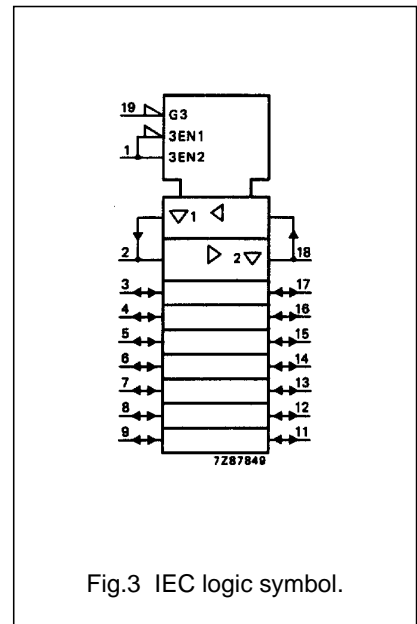 19 G3
3EN1
1 3EN2
▽1 ◁
2 ▷ 2▽ 18
3 17
4 16
5 15
6 14
7 13
8 12
9 11
7Z87849
Fig.3 IEC logic symbol.